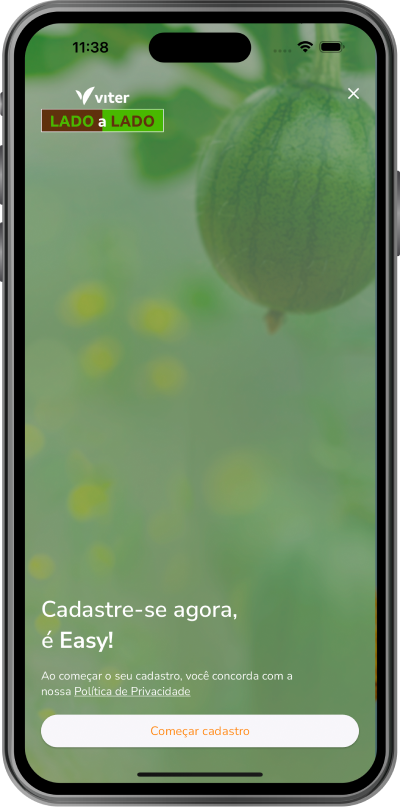 11:38
viter
LADO a LADO
Cadastre-se agora,
é Easy!
Ao começar o seu cadastro, você concorda com a
nossa Política de Privacidade
Começar cadastro